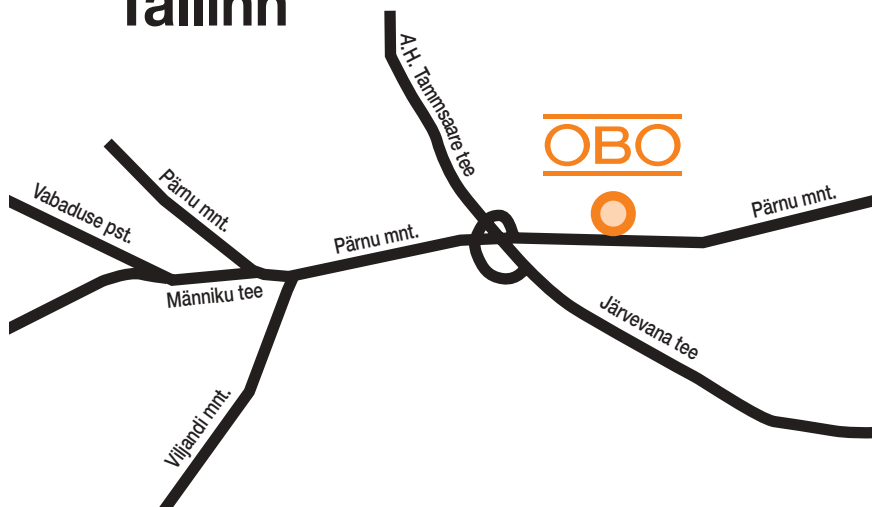 Tallinn
A.H. Tammsaare tee
OBO
Pärnu mnt.
Vabaduse pst.
Pärnu mnt.
Pärnu mnt.
Männiku tee
Järvevana tee
Viljandi mnt.